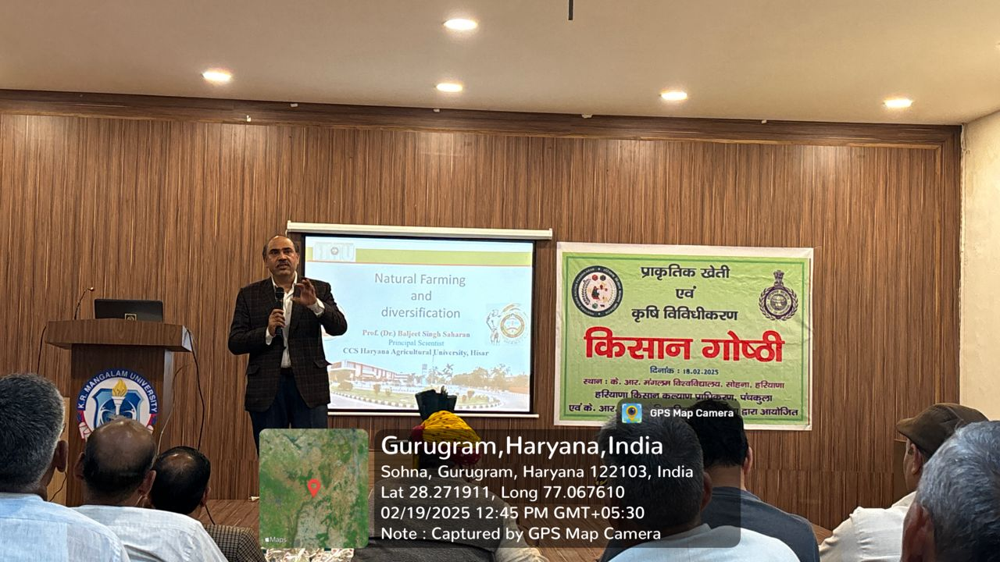 Natural Farming
and
diversification
Prof. (Dr.) Baljeet Singh Saharan
Principal Scientist
CCS Haryana Agricultural University, Hisar
प्राकृतिक खेती
एवं
कृषि विविधीकरण
किसान गोष्ठी
दिनांक : 18.02.2025
स्थान : के. आर. मंगलम विश्वविद्यालय, सोहना, हरियाणा
हरियाणा किसान कल्याण प्राधिकरण, पंचकुला
एवं के. आर. द्वारा आयोजित
K.R. MANGALAM UNIVERSITY
GPS Map Camera
Gurugram,Haryana,India
Sohna, Gurugram, Haryana 122103, India
Lat 28.271911, Long 77.067610
02/19/2025 12:45 PM GMT+05:30
Note : Captured by GPS Map Camera
Maps